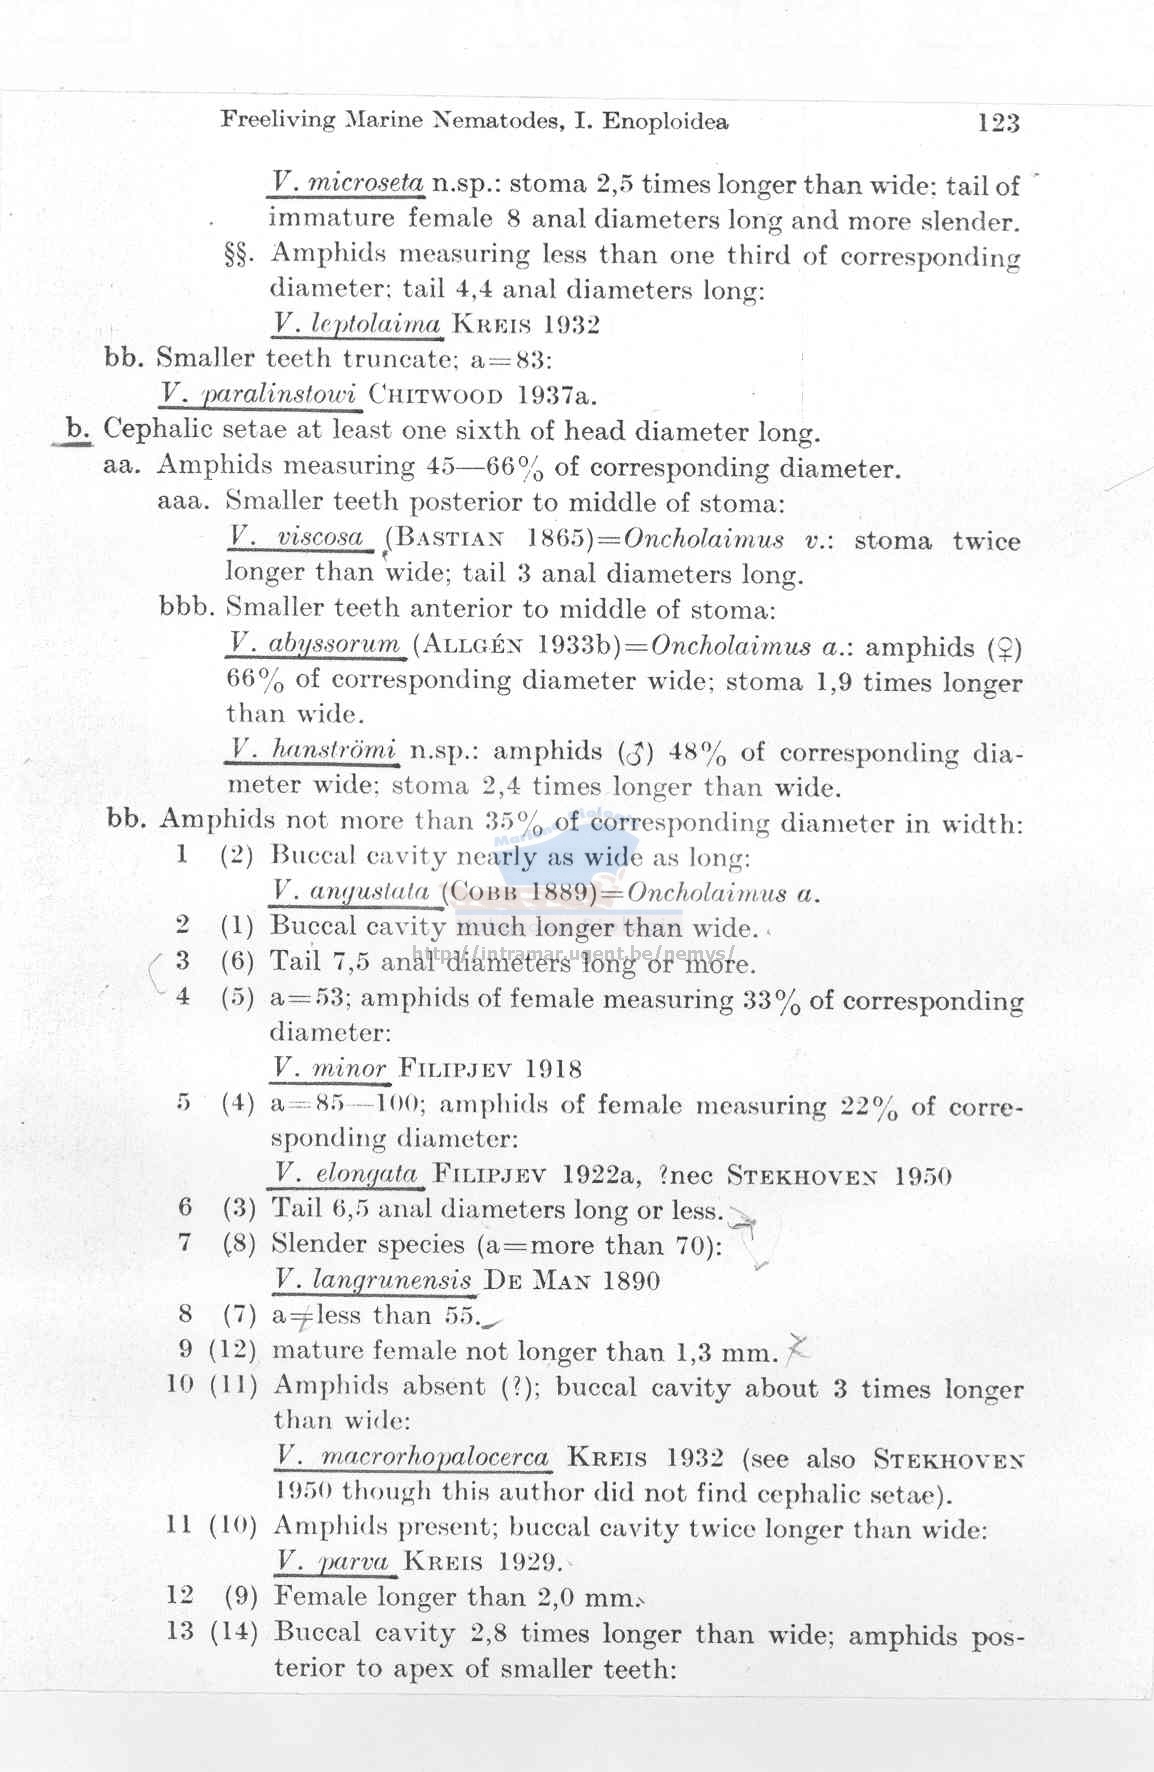 Freeliving Marine Nematodes, I. Enoploidea 123
V. microseta n.sp.: stoma 2,5 times longer than wide; tail of
immature female 8 anal diameters long and more slender.
§§. Amphids measuring less than one third of corresponding
diameter; tail 4,4 anal diameters long:
V. leptolaima KREIS 1932
bb. Smaller teeth truncate; a=83:
V. paralinstowi CHITWOOD 1937a.
b. Cephalic setae at least one sixth of head diameter long.
aa. Amphids measuring 45—66% of corresponding diameter.
aaa. Smaller teeth posterior to middle of stoma:
V. viscosa (BASTIAN 1865)=Oncholaimus v.: stoma twice
longer than wide; tail 3 anal diameters long.
bbb. Smaller teeth anterior to middle of stoma:
V. abyssorum (ALLGÉN 1933b)=Oncholaimus a.: amphids (♀)
66% of corresponding diameter wide; stoma 1,9 times longer
than wide.
V. hanströmi n.sp.: amphids (♂) 48% of corresponding dia-
meter wide; stoma 2,4 times longer than wide.
bb. Amphids not more than 35% of corresponding diameter in width:
1 (2) Buccal cavity nearly as wide as long:
V. angustata (COBB 1889)=Oncholaimus a.
2 (1) Buccal cavity much longer than wide.
http://intramar.ugent.be/nemys/
3 (6) Tail 7,5 anal diameters long or more.
4 (5) a=53; amphids of female measuring 33% of corresponding
diameter:
V. minor FILIPJEV 1918
5 (4) a=85—100; amphids of female measuring 22% of corre-
sponding diameter:
V. elongata FILIPJEV 1922a, ?nec STEKHOVEN 1950
6 (3) Tail 6,5 anal diameters long or less.
7 (8) Slender species (a=more than 70):
V. langrunensis DE MAN 1890
8 (7) a=less than 55.
9 (12) mature female not longer than 1,3 mm.
10 (11) Amphids absent (?); buccal cavity about 3 times longer
than wide:
V. macrorhopalocerca KREIS 1932 (see also STEKHOVEN
1950 though this author did not find cephalic setae).
11 (10) Amphids present; buccal cavity twice longer than wide:
V. parva KREIS 1929.
12 (9) Female longer than 2,0 mm.
13 (14) Buccal cavity 2,8 times longer than wide; amphids pos-
terior to apex of smaller teeth: